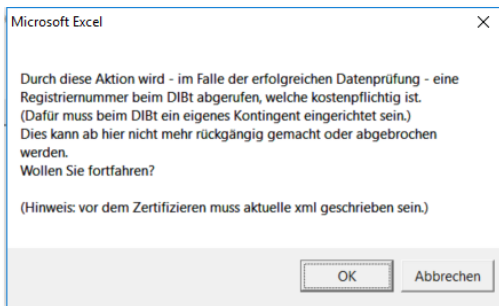 Microsoft Excel
Durch diese Aktion wird - im Falle der erfolgreichen Datenprüfung - eine
Registriernummer beim DIBt abgerufen, welche kostenpflichtig ist.
(Dafür muss beim DIBt ein eigenes Kontingent eingerichtet sein.)
Dies kann ab hier nicht mehr rückgängig gemacht oder abgebrochen
werden.
Wollen Sie fortfahren?
(Hinweis: vor dem Zertifizieren muss aktuelle xml geschrieben sein.)
OK
Abbrechen